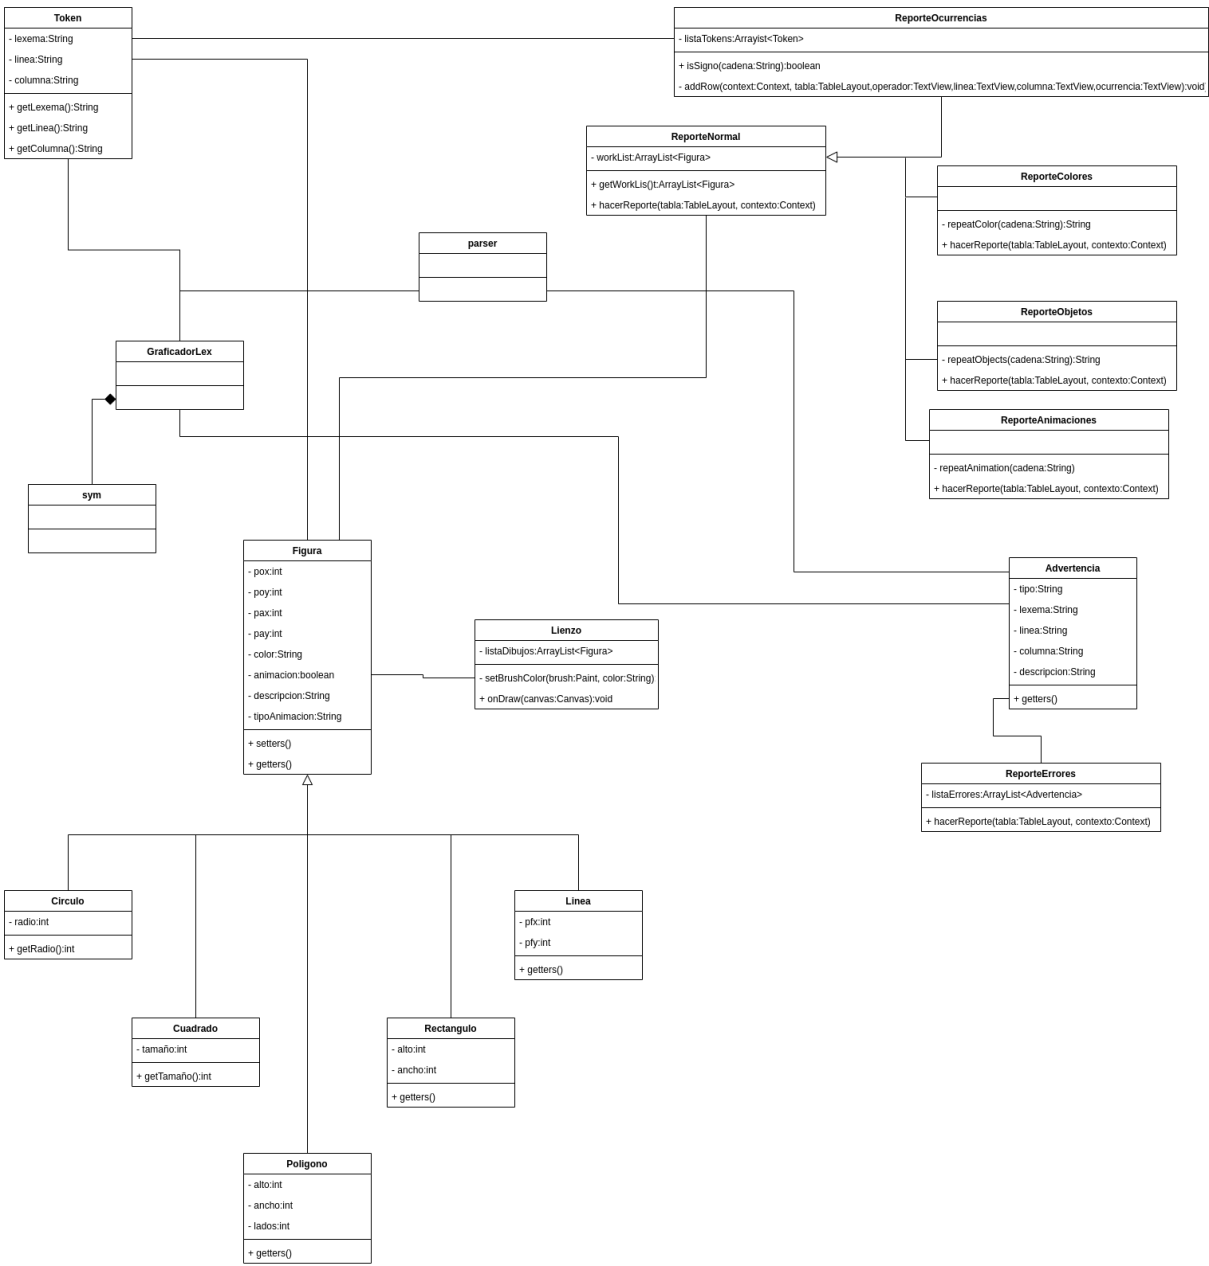 Token
- lexema:String
- linea:String
- columna:String
+ getLexema():String
+ getLinea():String
+ getColumna():String
ReporteOcurrencias
- listaTokens:Arrayist<Token>
+ isSigno(cadena:String):boolean
- addRow(context:Context, tabla:TableLayout,operador:TextView,linea:TextView,columna:TextView,ocurrencia:TextView):void
ReporteNormal
- workList:ArrayList<Figura>
+ getWorkLis()t:ArrayList<Figura>
+ hacerReporte(tabla:TableLayout, contexto:Context)
ReporteColores
- repeatColor(cadena:String):String
+ hacerReporte(tabla:TableLayout, contexto:Context)
parser
ReporteObjetos
- repeatObjects(cadena:String):String
+ hacerReporte(tabla:TableLayout, contexto:Context)
GraficadorLex
ReporteAnimaciones
- repeatAnimation(cadena:String)
+ hacerReporte(tabla:TableLayout, contexto:Context)
sym
Figura
- pox:int
- poy:int
- pax:int
- pay:int
- color:String
- animacion:boolean
- descripcion:String
- tipoAnimacion:String
+ setters()
+ getters()
Lienzo
- listaDibujos:ArrayList<Figura>
- setBrushColor(brush:Paint, color:String)
+ onDraw(canvas:Canvas):void
Advertencia
- tipo:String
- lexema:String
- linea:String
- columna:String
- descripcion:String
+ getters()
ReporteErrores
- listaErrores:ArrayList<Advertencia>
+ hacerReporte(tabla:TableLayout, contexto:Context)
Circulo
- radio:int
+ getRadio():int
Linea
- pfx:int
- pfy:int
+ getters()
Cuadrado
- tamaño:int
+ getTamaño():int
Rectangulo
- alto:int
- ancho:int
+ getters()
Poligono
- alto:int
- ancho:int
- lados:int
+ getters()